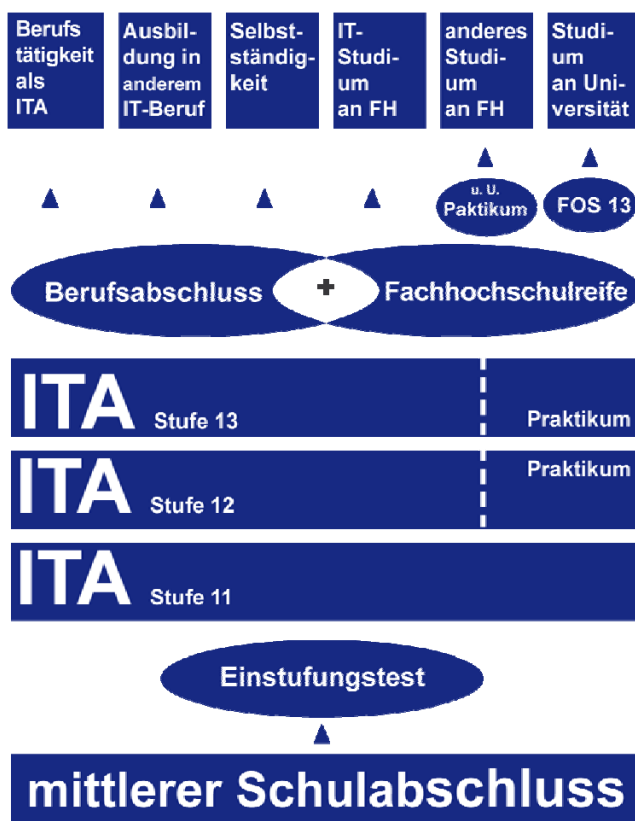 Berufs
tätigkeit
als
ITA
Ausbil-
dung in
anderem
IT-Beruf
Selbst-
ständig-
keit
IT-
Studi-
um
an FH
anderes
Studi-
um
an FH
Studi-
um
an Uni-
versität
u. U.
Paktikum
FOS 13
Berufsabschluss + Fachhochschulreife
ITA Stufe 13 Praktikum
ITA Stufe 12 Praktikum
ITA Stufe 11
Einstufungstest
mittlerer Schulabschluss